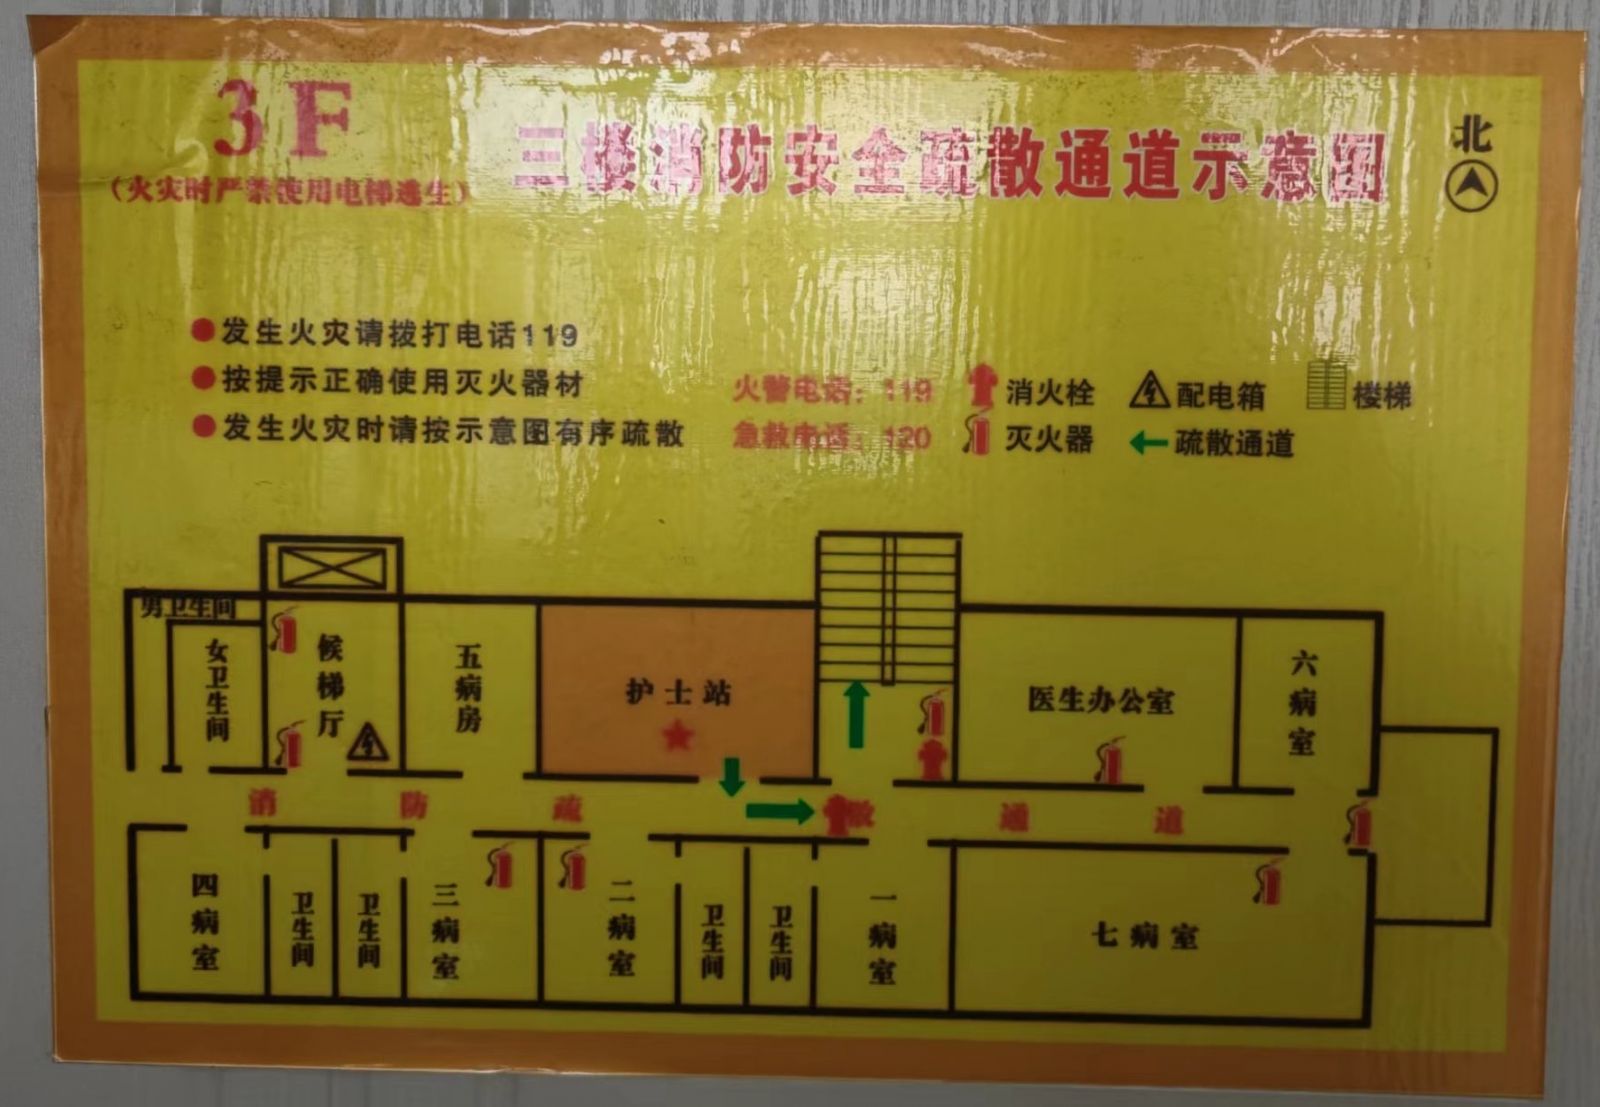 3F
(火灾时严禁使用电梯逃生)
三楼消防安全疏散通道示意图
北
●发生火灾请拨打电话119
●按提示正确使用灭火器材
●发生火灾时请按示意图有序疏散
火警电话：119
急救电话：120
消火栓
配电箱
楼梯
灭火器
疏散通道
男卫生间
女卫生间
候梯厅
五病房
护士站
医生办公室
六病室
消防疏散通道
四病室
卫生间
卫生间
三病室
二病室
卫生间
卫生间
一病室
七病室